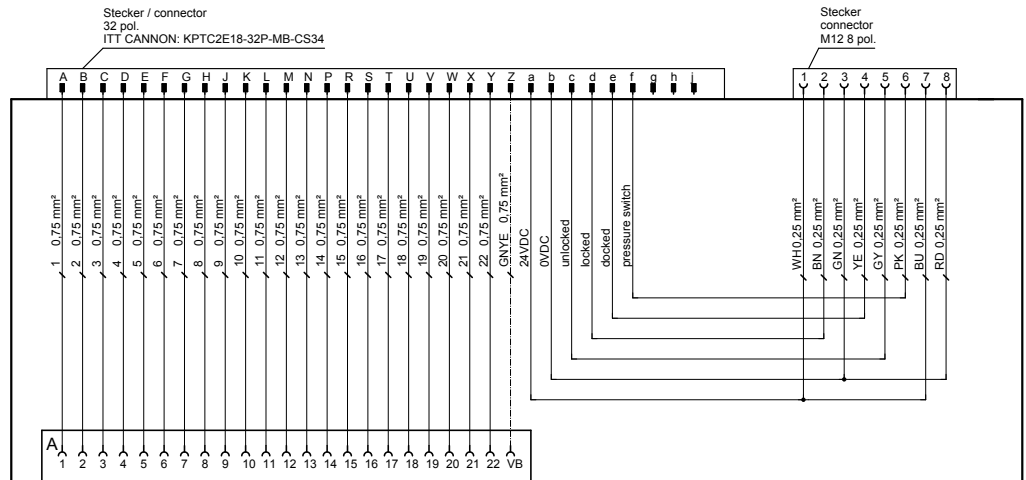 Stecker / connector
32 pol.
ITT CANNON: KPTC2E18-32P-MB-CS34
Stecker
connector
M12 8 pol.
A B C D E F G H J K L M N P R S T U V W X Y Z a b c d e f g h j
1 2 3 4 5 6 7 8
1 0,75 mm²
2 0,75 mm²
3 0,75 mm²
4 0,75 mm²
5 0,75 mm²
6 0,75 mm²
7 0,75 mm²
8 0,75 mm²
9 0,75 mm²
10 0,75 mm²
11 0,75 mm²
12 0,75 mm²
13 0,75 mm²
14 0,75 mm²
15 0,75 mm²
16 0,75 mm²
17 0,75 mm²
18 0,75 mm²
19 0,75 mm²
20 0,75 mm²
21 0,75 mm²
22 0,75 mm²
GNYE 0,75 mm²
24VDC
0VDC
unlocked
locked
docked
pressure switch
WH 0,25 mm²
BN 0,25 mm²
GN 0,25 mm²
YE 0,25 mm²
GY 0,25 mm²
PK 0,25 mm²
BU 0,25 mm²
RD 0,25 mm²
A
1 2 3 4 5 6 7 8 9 10 11 12 13 14 15 16 17 18 19 20 21 22 VB